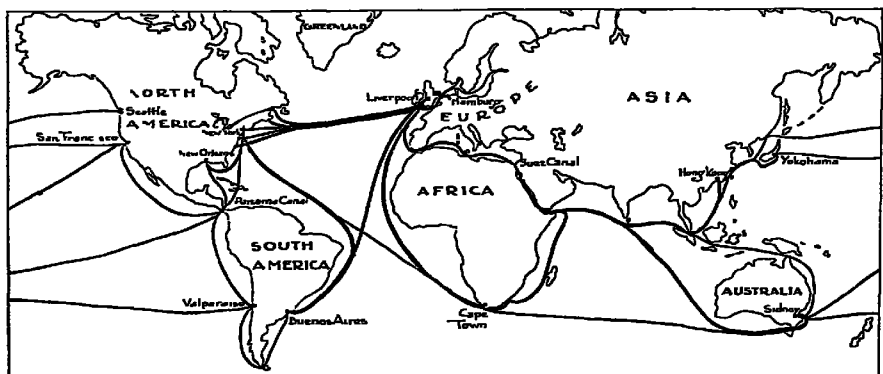 GREENLAND
NORTH
AMERICA
Seattle
San Francisco
New York
New Orleans
Panama Canal
SOUTH
AMERICA
Valparaiso
Buenos Aires
Liverpool
Hamburg
EUROPE
ASIA
Suez Canal
AFRICA
Cape
Town
Hong Kong
Yokohama
AUSTRALIA
Sidney